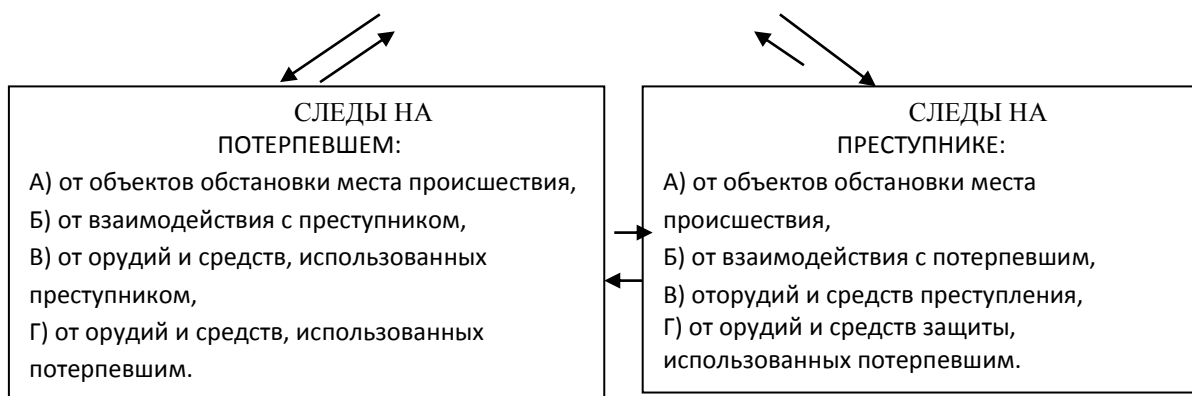 СЛЕДЫ НА
ПОТЕРПЕВШЕМ:
А) от объектов обстановки места происшествия,
Б) от взаимодействия с преступником,
В) от орудий и средств, использованных
преступником,
Г) от орудий и средств, использованных
потерпевшим.
СЛЕДЫ НА
ПРЕСТУПНИКЕ:
А) от объектов обстановки места
происшествия,
Б) от взаимодействия с потерпевшим,
В) оторудий и средств преступления,
Г) от орудий и средств защиты,
использованных потерпевшим.